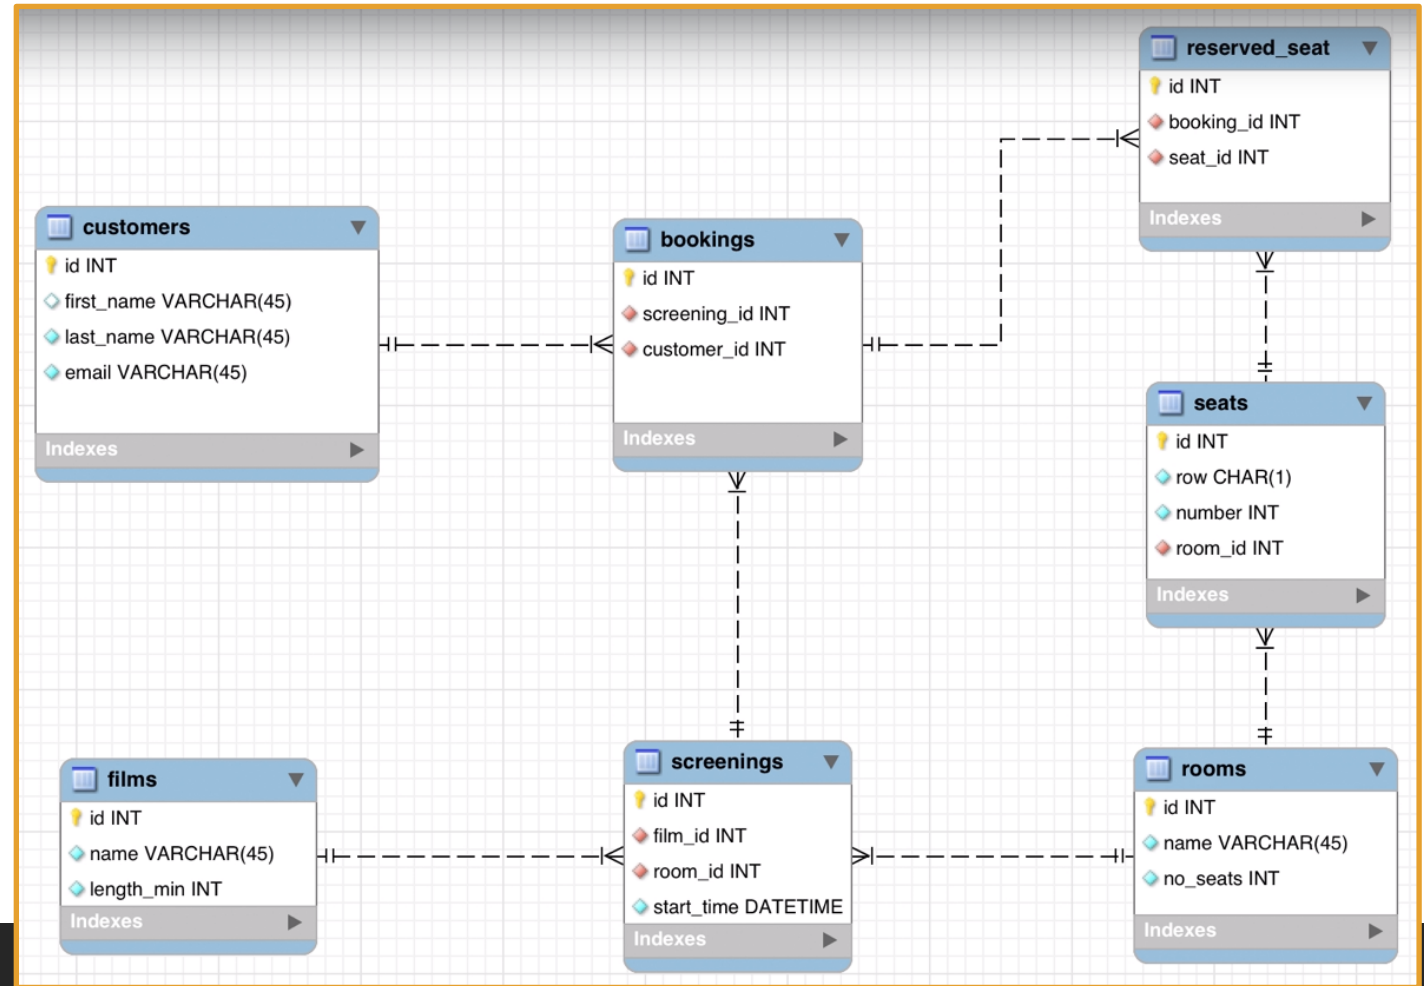 reserved_seat
id INT
booking_id INT
seat_id INT
Indexes
customers
id INT
first_name VARCHAR(45)
last_name VARCHAR(45)
email VARCHAR(45)
Indexes
bookings
id INT
screening_id INT
customer_id INT
Indexes
seats
id INT
row CHAR(1)
number INT
room_id INT
Indexes
films
id INT
name VARCHAR(45)
length_min INT
Indexes
screenings
id INT
film_id INT
room_id INT
start_time DATETIME
Indexes
rooms
id INT
name VARCHAR(45)
no_seats INT
Indexes